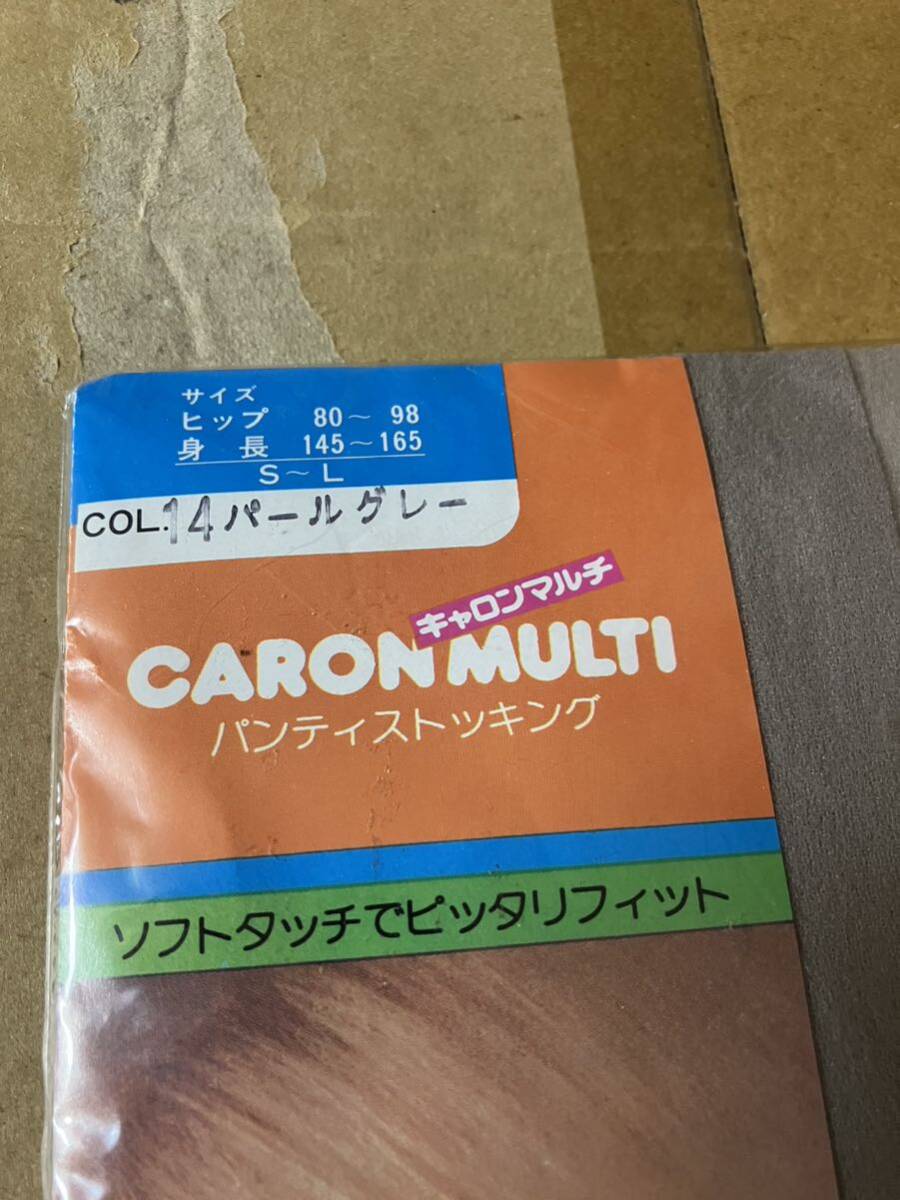 サイズ
ヒップ 80～98
身長 145～165
S～L
COL.14パールグレー
キャロンマルチ
CARON MULTI
パンティストッキング
ソフトタッチでピッタリフィット